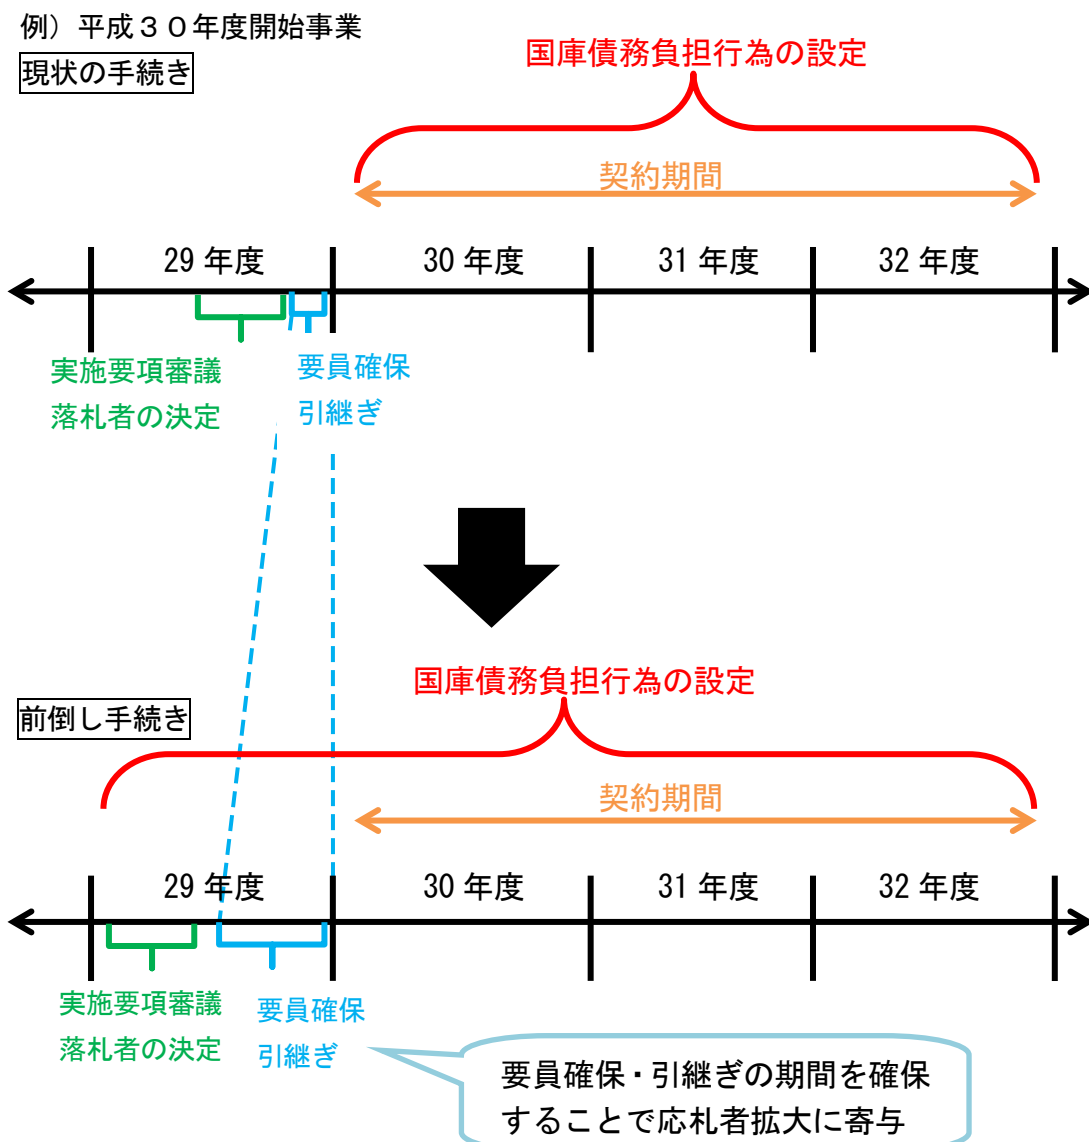 例）平成３０年度開始事業
現状の手続き
国庫債務負担行為の設定
契約期間
29 年度
30 年度
31 年度
32 年度
実施要項審議
落札者の決定
要員確保
引継ぎ
国庫債務負担行為の設定
前倒し手続き
契約期間
29 年度
30 年度
31 年度
32 年度
実施要項審議
落札者の決定
要員確保
引継ぎ
要員確保・引継ぎの期間を確保
することで応札者拡大に寄与